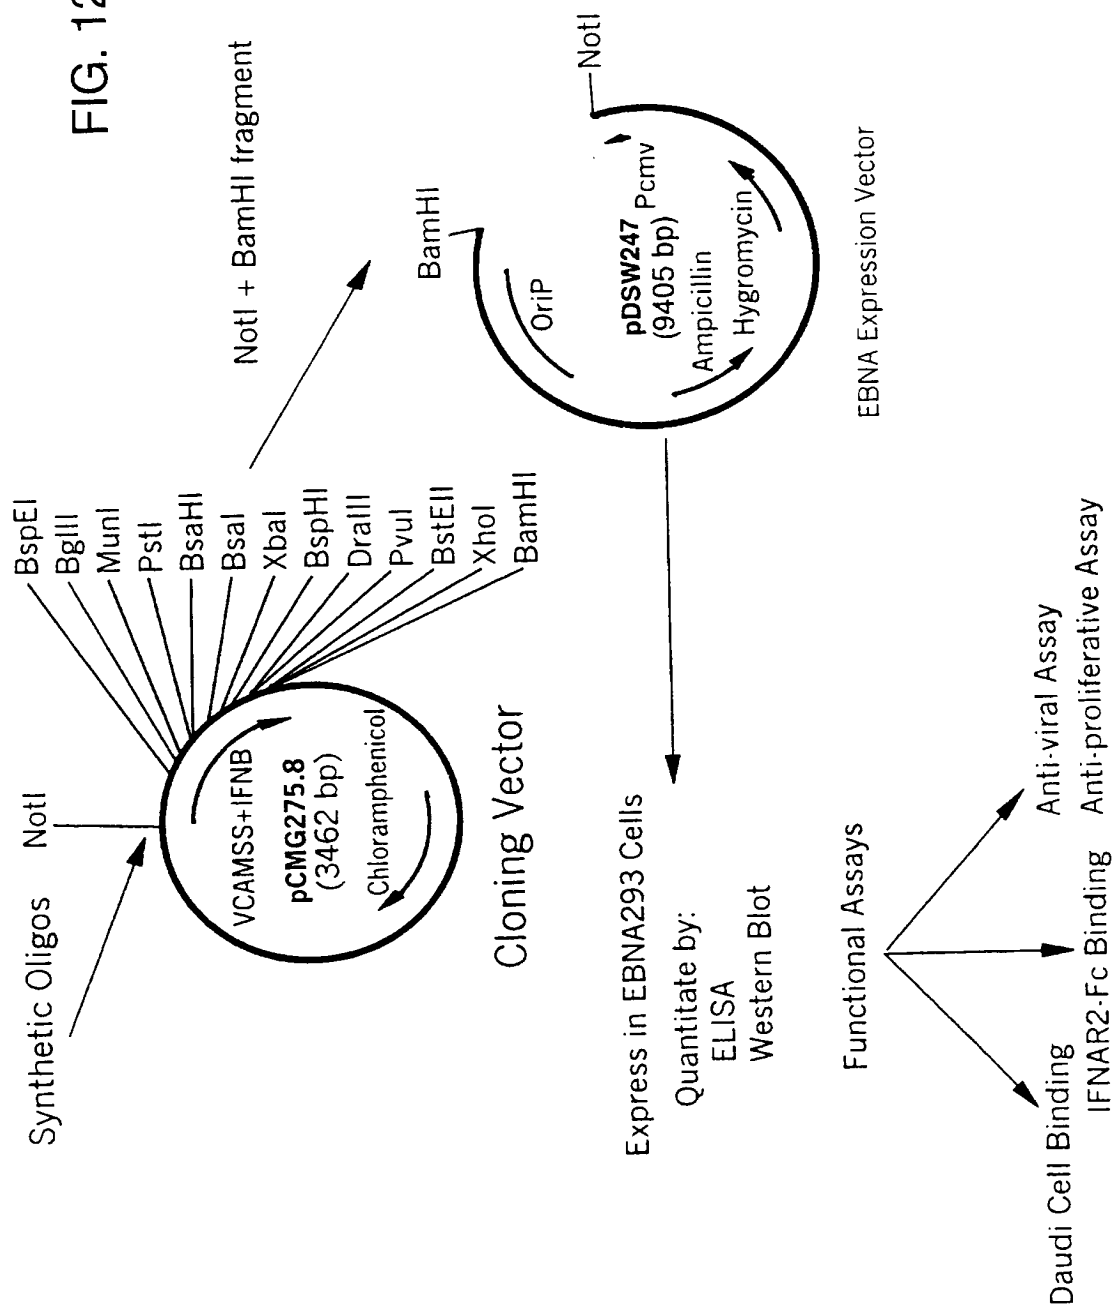 FIG. 12
Synthetic Oligos
NotI
BspEI
BglII
MunI
PstI
BsaHI
BsaI
XbaI
BspHI
DraIII
PvuI
BstEII
XhoI
BamHI
VCAMSS+IFNB
pCMG275.8
(3462 bp)
Chloramphenicol
Cloning Vector
NotI + BamHI fragment
BamHI
NotI
OriP
pDSW247
(9405 bp)
Pcmv
Ampicillin
Hygromycin
EBNA Expression Vector
Express in EBNA293 Cells
Quantitate by:
ELISA
Western Blot
Functional Assays
Daudi Cell Binding
IFNAR2-Fc Binding
Anti-viral Assay
Anti-proliferative Assay